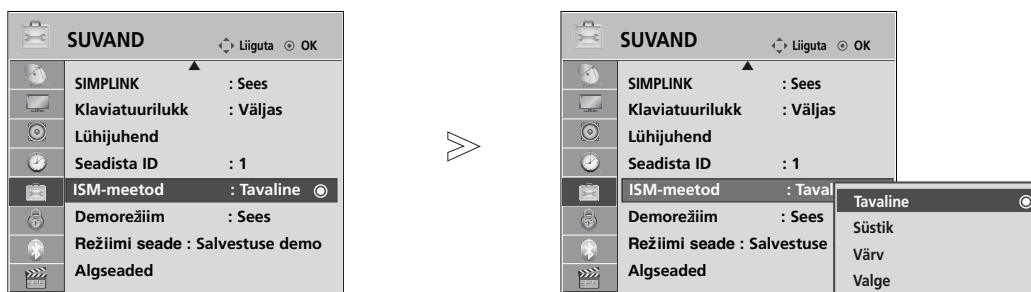 SUVAND Liiguta OK
SIMPLINK : Sees
Klaviatuurilukk : Väljas
Lühijuhend
Seadista ID : 1
ISM-meetod : Tavaline
Demorežiim : Sees
Režiimi seade : Salvestuse demo
Algseaded
SUVAND Liiguta OK
SIMPLINK : Sees
Klaviatuurilukk : Väljas
Lühijuhend
Seadista ID : 1
ISM-meetod : Taval
Demorežiim : Sees
Režiimi seade : Salvestuse
Algseaded
Tavaline
Süstik
Värv
Valge